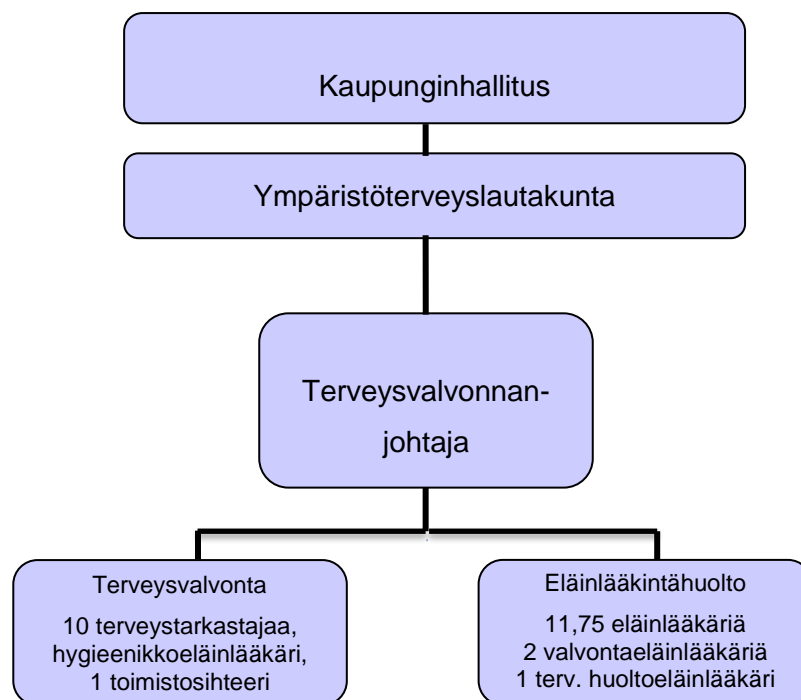 Kaupunginhallitus
Ympäristöterveyslautakunta
Terveysvalvonnan-
johtaja
Terveysvalvonta
10 terveystarkastajaa,
hygieenikkoeläinlääkäri,
1 toimistosihteeri
Eläinlääkintähuolto
11,75 eläinlääkäriä
2 valvontaeläinlääkäriä
1 terv. huoltoeläinlääkäri